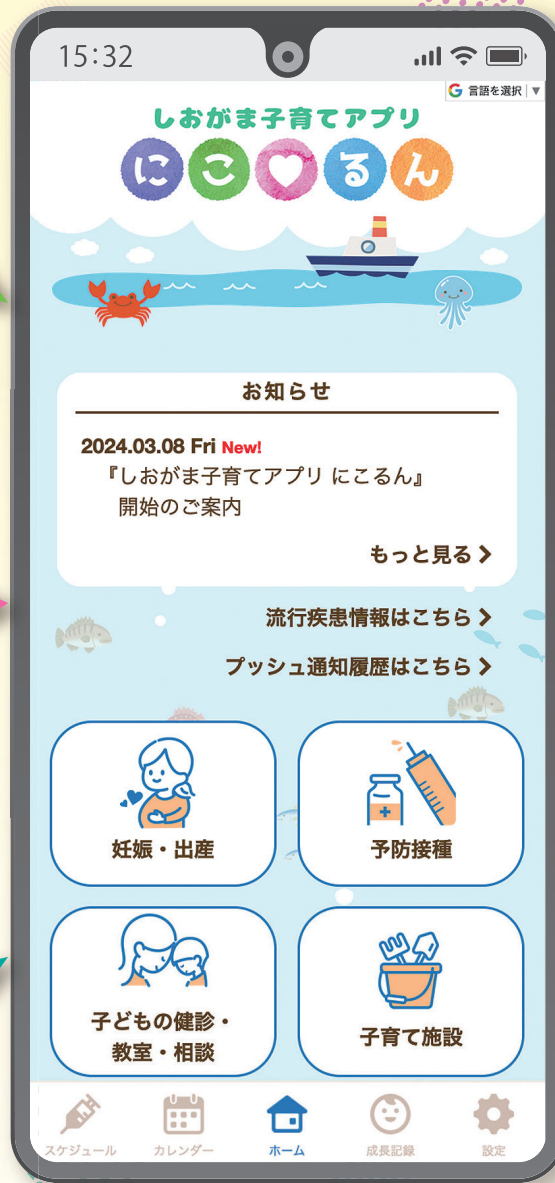 15:32
G 言語を選択 ▼
しおがま子育てアプリ
にこ♡るん
お知らせ
2024.03.08 Fri New!
『しおがま子育てアプリ にこるん』
開始のご案内
もっと見る >
流行疾患情報はこちら >
プッシュ通知履歴はこちら >
妊娠・出産
予防接種
子どもの健診・
教室・相談
子育て施設
スケジュール
カレンダー
ホーム
成長記録
設定